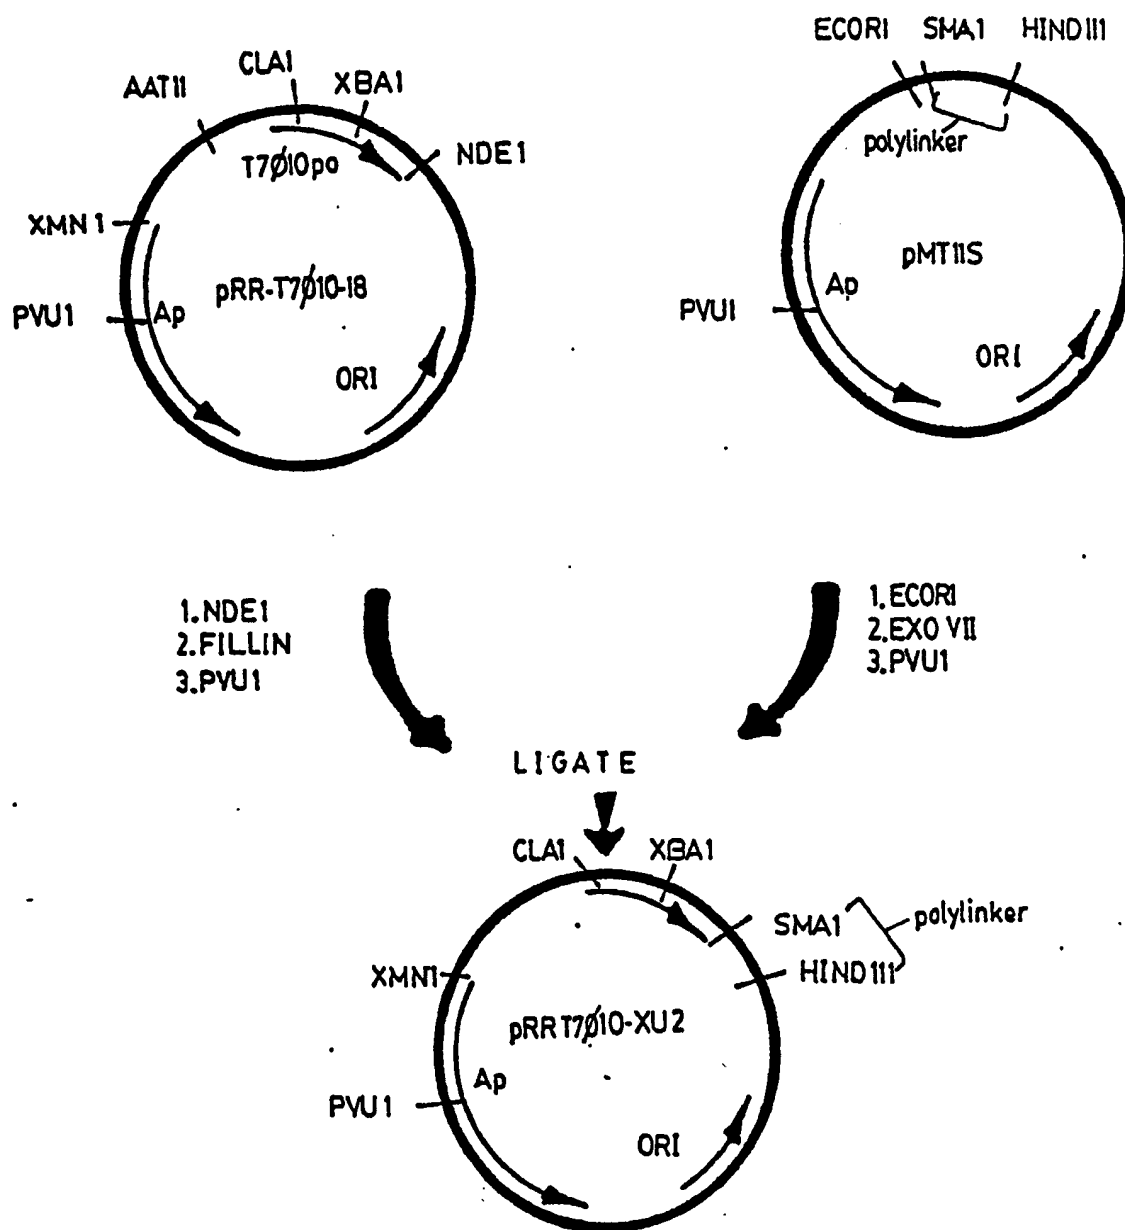 AAT11
CLA1
XBA1
T7ø10po
NDE1
XMN1
PVU1
Ap
pRR-T7ø10-18
ORI
ECORI
SMA1
HIND111
polylinker
pMT11S
PVUI
Ap
ORI
1.NDE1
2.FILLIN
3.PVU1
1.ECORI
2.EXO VII
3.PVU1
LIGATE
CLA1
XBA1
SMA1
polylinker
HIND111
XMN1
pRRT7ø10-XU2
Ap
PVU1
ORI